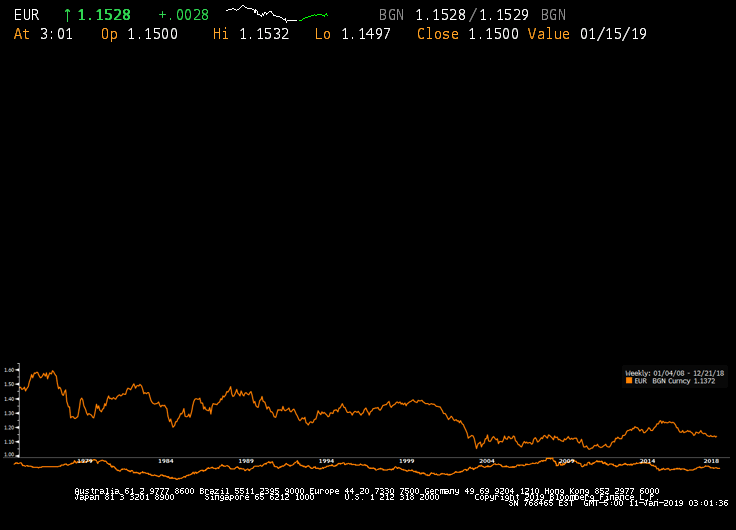 EUR ↑ 1.1528 +.0028 BGN 1.1528/1.1529 BGN
At 3:01 Op 1.1500 Hi 1.1532 Lo 1.1497 Close 1.1500 Value 01/15/19
Weekly: 01/04/08 - 12/21/18
EUR BGN Curncy 1.1372
1.60
1.50
1.40
1.30
1.20
1.10
1.00
1979 1984 1989 1994 1999 2004 2009 2014 2018
Australia 61 2 9777 8600 Brazil 5511 2395 9000 Europe 44 20 7330 7500 Germany 49 69 9204 1210 Hong Kong 852 2977 6000
Japan 81 3 3201 8900 Singapore 65 6212 1000 U.S. 1 212 318 2000 Copyright 2019 Bloomberg Finance L.P.
SN 768465 EST GMT-5:00 11-Jan-2019 03:01:36